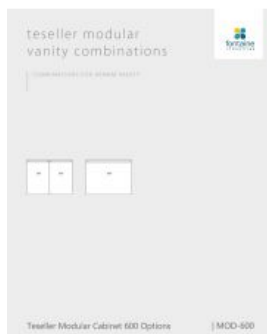 teseller modular
vanity combinations
fontaine
Teseller Modular Cabinet 600 Options | MOD-600